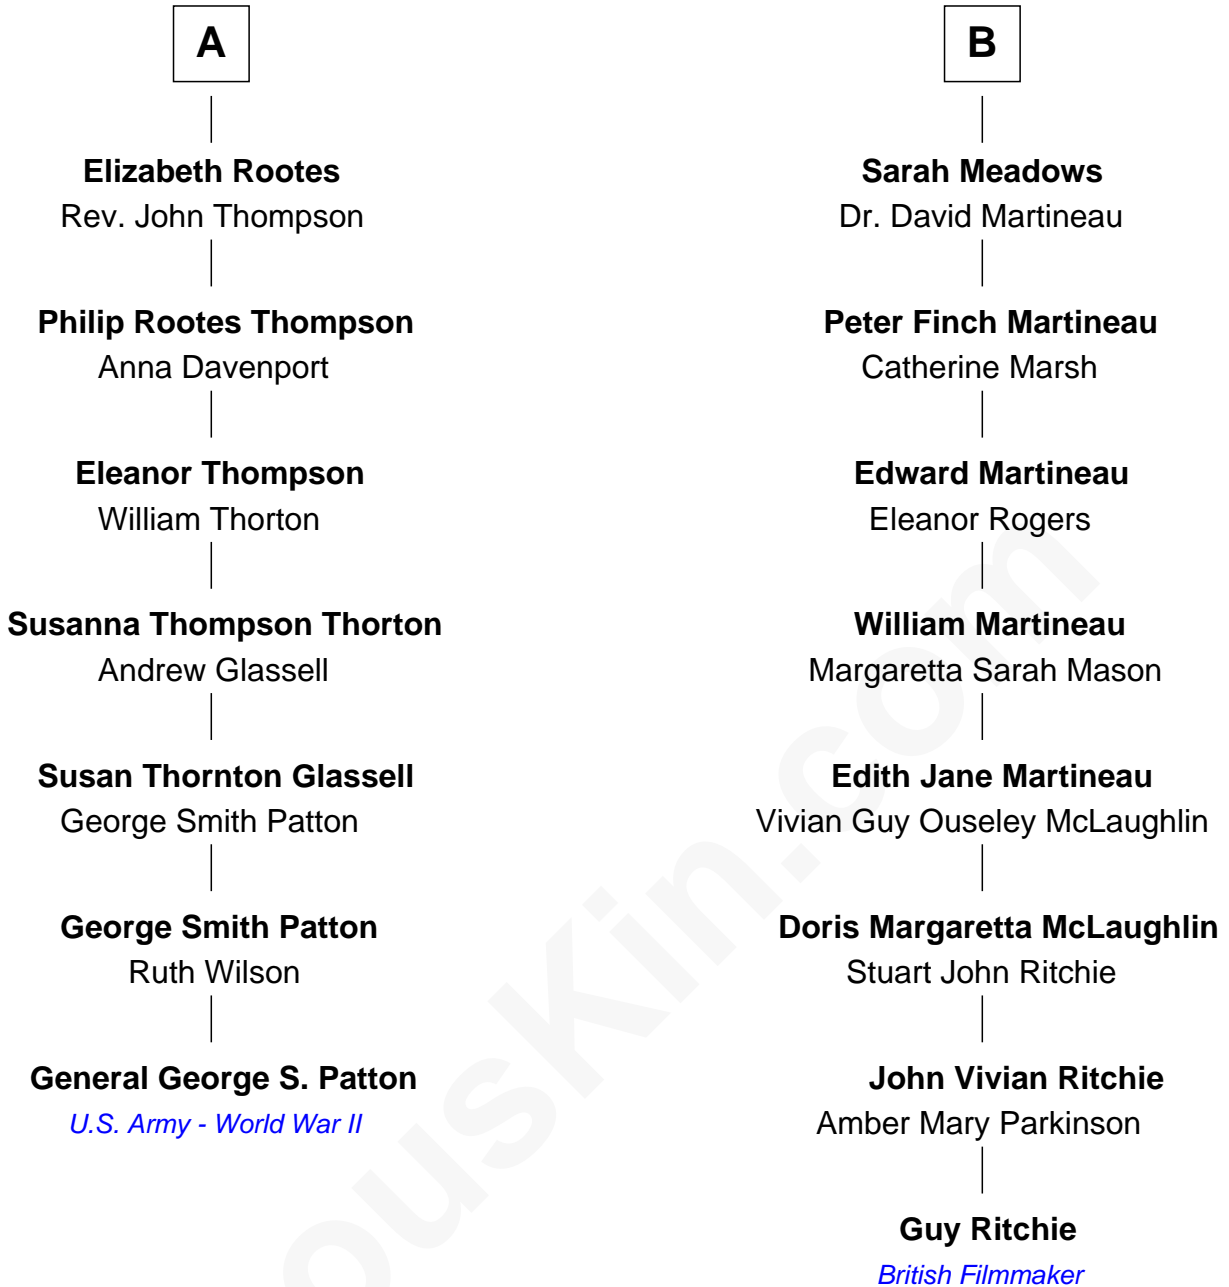 A
Elizabeth Rootes
Rev. John Thompson
Philip Rootes Thompson
Anna Davenport
Eleanor Thompson
William Thorton
Susanna Thompson Thorton
Andrew Glassell
Susan Thornton Glassell
George Smith Patton
George Smith Patton
Ruth Wilson
General George S. Patton
U.S. Army - World War II
B
Sarah Meadows
Dr. David Martineau
Peter Finch Martineau
Catherine Marsh
Edward Martineau
Eleanor Rogers
William Martineau
Margaretta Sarah Mason
Edith Jane Martineau
Vivian Guy Ouseley McLaughlin
Doris Margaretta McLaughlin
Stuart John Ritchie
John Vivian Ritchie
Amber Mary Parkinson
Guy Ritchie
British Filmmaker
ousKin.com